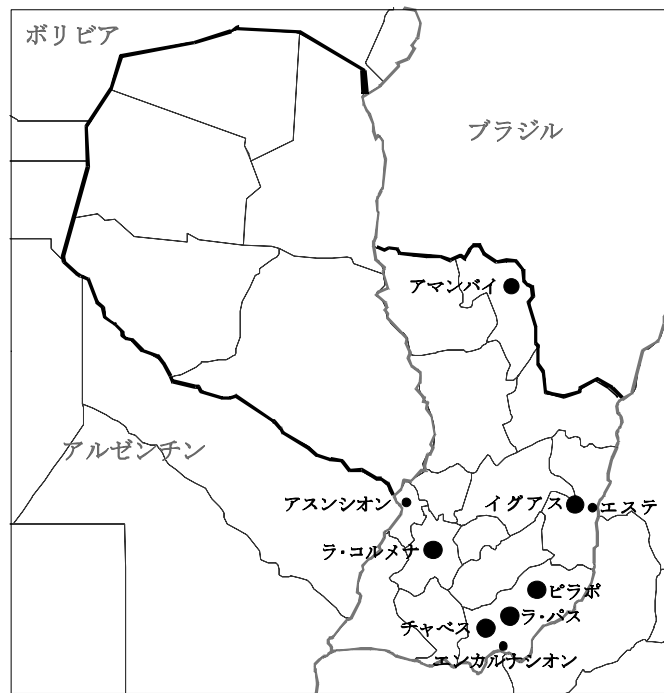 ボリビア
ブラジル
アマンバイ
アルゼンチン
アスンシオン
イグアス
エステ
ラ・コルメナ
ピラポ
ラ・パス
チャベス
エンカルナシオン